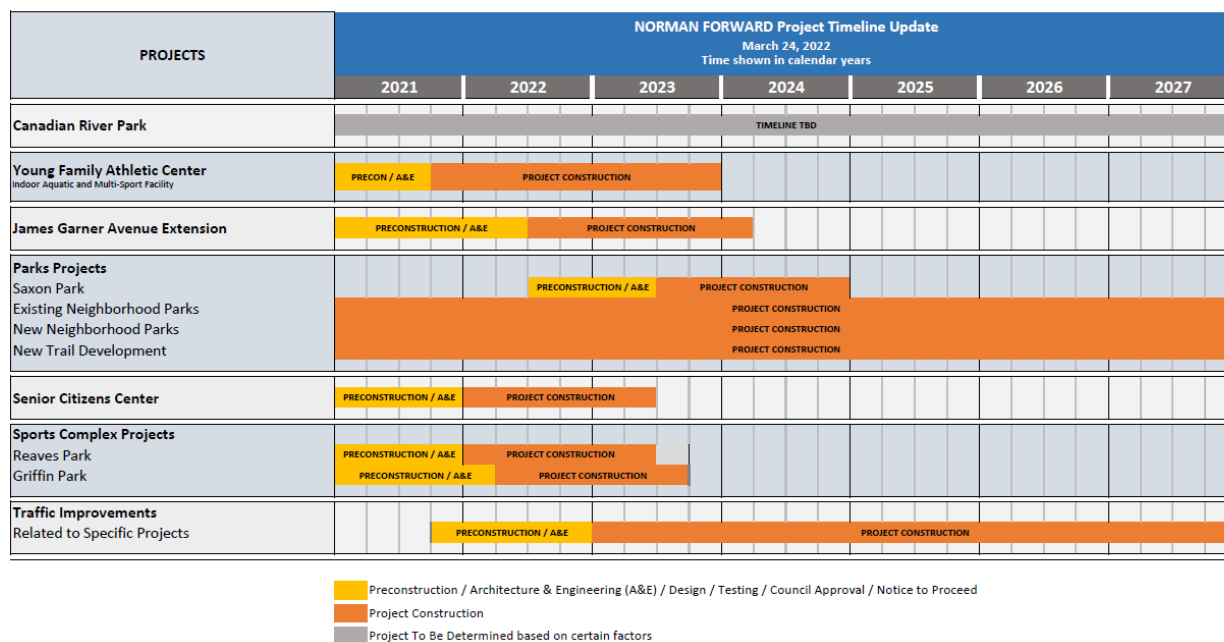 PROJECTS
NORMAN FORWARD Project Timeline Update
March 24, 2022
Time shown in calendar years
2021 2022 2023 2024 2025 2026 2027
Canadian River Park TIMELINE TBD
Young Family Athletic Center
Indoor Aquatic and Multi-Sport Facility
PRECON / A&E PROJECT CONSTRUCTION
James Garner Avenue Extension PRECONSTRUCTION / A&E PROJECT CONSTRUCTION
Parks Projects
Saxon Park PRECONSTRUCTION / A&E PROJECT CONSTRUCTION
Existing Neighborhood Parks PROJECT CONSTRUCTION
New Neighborhood Parks PROJECT CONSTRUCTION
New Trail Development PROJECT CONSTRUCTION
Senior Citizens Center PRECONSTRUCTION / A&E PROJECT CONSTRUCTION
Sports Complex Projects
Reaves Park PRECONSTRUCTION / A&E PROJECT CONSTRUCTION
Griffin Park PRECONSTRUCTION / A&E PROJECT CONSTRUCTION
Traffic Improvements
Related to Specific Projects PRECONSTRUCTION / A&E PROJECT CONSTRUCTION
Preconstruction / Architecture & Engineering (A&E) / Design / Testing / Council Approval / Notice to Proceed
Project Construction
Project To Be Determined based on certain factors